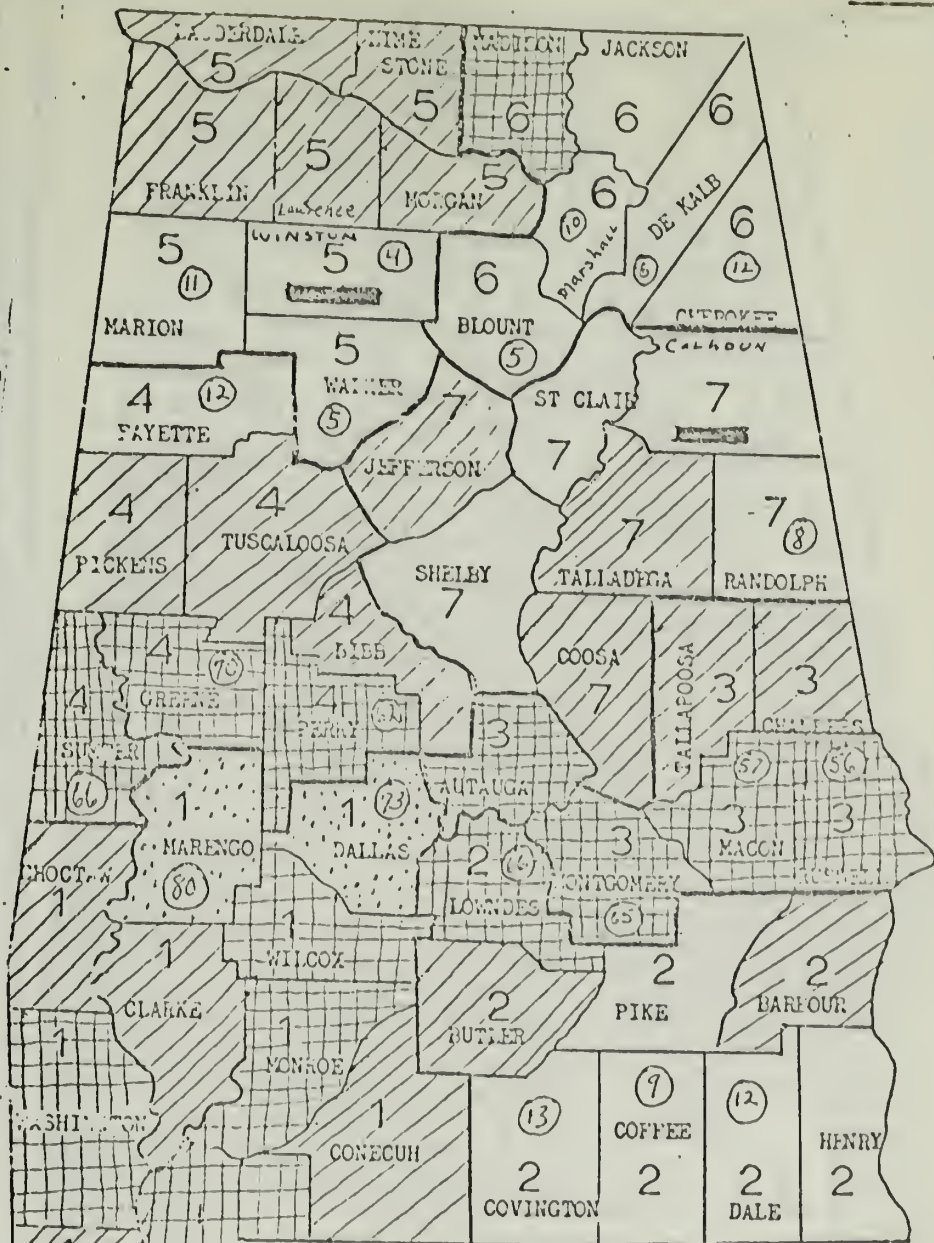 LAUDERDALE
5
LIME
STONE
5
MADISON
6
JACKSON
6
6
DE KALB
6
5
FRANKLIN
5
Lawrence
5
MORGAN
6
10
Marshall
6
12
CHEROKEE
5
11
MARION
WINSTON
5
4
6
BLOUNT
5
CALHOUN
7
4
12
FAYETTE
5
WALKER
5
7
JEFFERSON
ST CLAIR
7
4
PICKENS
4
TUSCALOOSA
SHELBY
7
7
TALLADEGA
7
8
RANDOLPH
4
BIBB
COOSA
7
TALLAPOOSA
3
3
CHAMBERS
4
SUMTER
66
4
GREENE
70
4
PERRY
3
AUTAUGA
57
3
MACON
56
3
RUSSELL
1
MARENGO
80
1
DALLAS
73
2
LOWNDES
3
MONTGOMERY
65
CHOCTAW
1
1
CLARKE
1
WILCOX
2
BUTLER
2
PIKE
2
BARBOUR
1
WASHINGTON
1
MONROE
1
CONECUH
13
2
COVINGTON
9
COFFEE
2
12
2
DALE
HENRY
2